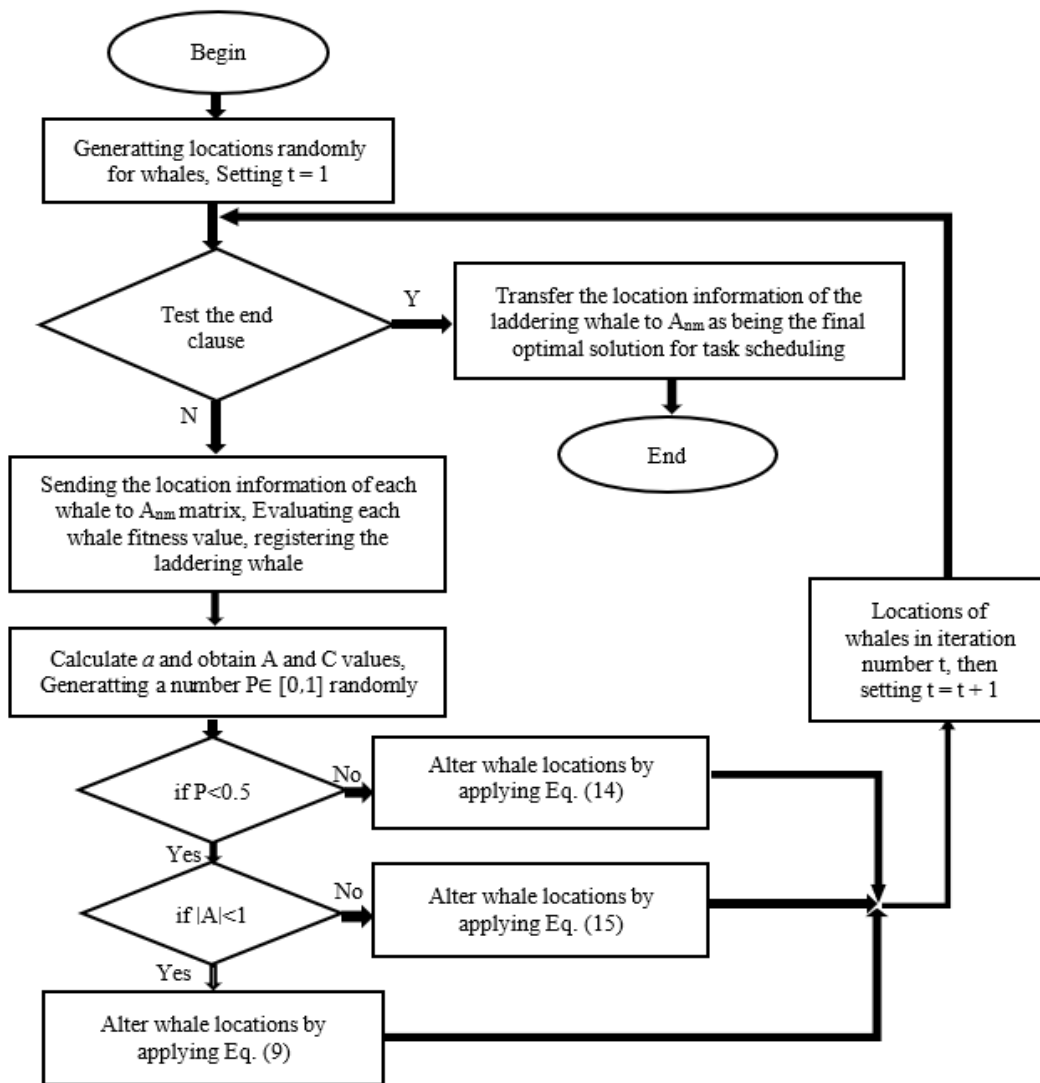 Begin
Generatting locations randomly
for whales, Setting t = 1
Test the end
clause
Y
Transfer the location information of the
laddering whale to Aₙₘ as being the final
optimal solution for task scheduling
N
End
Sending the location information of each
whale to Aₙₘ matrix, Evaluating each
whale fitness value, registering the
laddering whale
Locations of
whales in iteration
number t, then
setting t = t + 1
Calculate a and obtain A and C values,
Generatting a number P∈ [0,1] randomly
if P<0.5
No
Alter whale locations by
applying Eq. (14)
Yes
if |A|<1
No
Alter whale locations by
applying Eq. (15)
Yes
Alter whale locations by
applying Eq. (9)